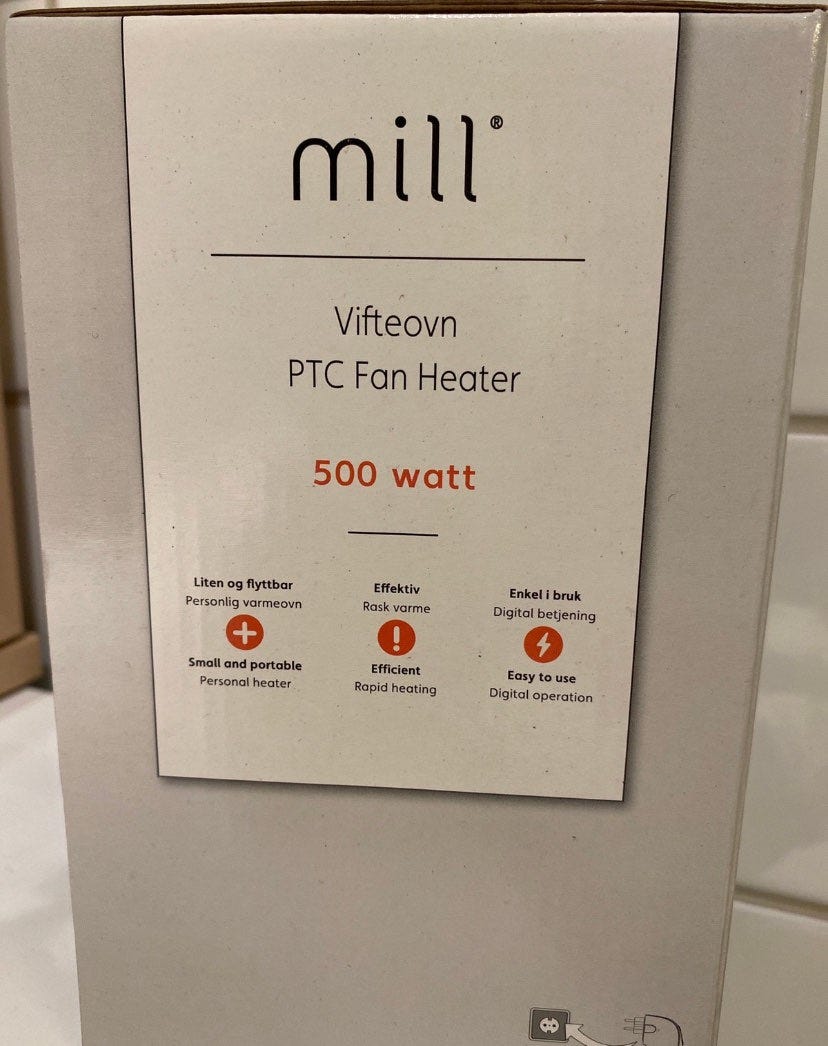 mill®
Vifteovn
PTC Fan Heater
500 watt
Liten og flyttbar
Personlig varmeovn
Small and portable
Personal heater
Effektiv
Rask varme
Efficient
Rapid heating
Enkel i bruk
Digital betjening
Easy to use
Digital operation